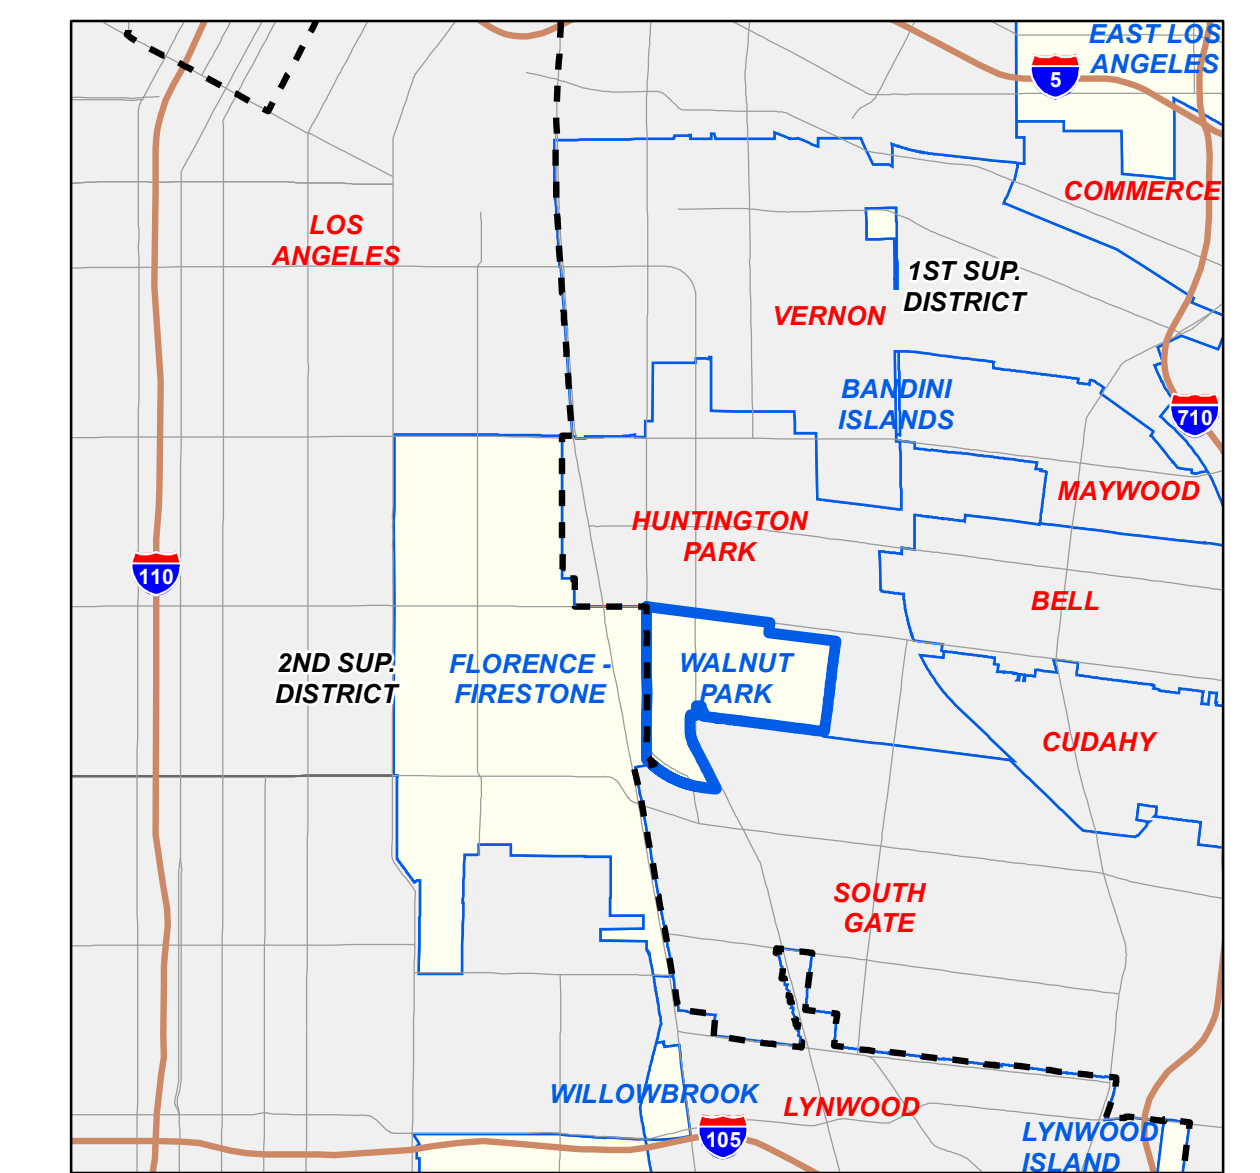 EAST LOS
ANGELES
5
COMMERCE
LOS
ANGELES
1ST SUP.
DISTRICT
VERNON
BANDINI
ISLANDS
710
MAYWOOD
HUNTINGTON
PARK
110
BELL
2ND SUP.
DISTRICT
FLORENCE -
FIRESTONE
WALNUT
PARK
CUDAHY
SOUTH
GATE
WILLOWBROOK
LYNWOOD
105
LYNWOOD
ISLAND